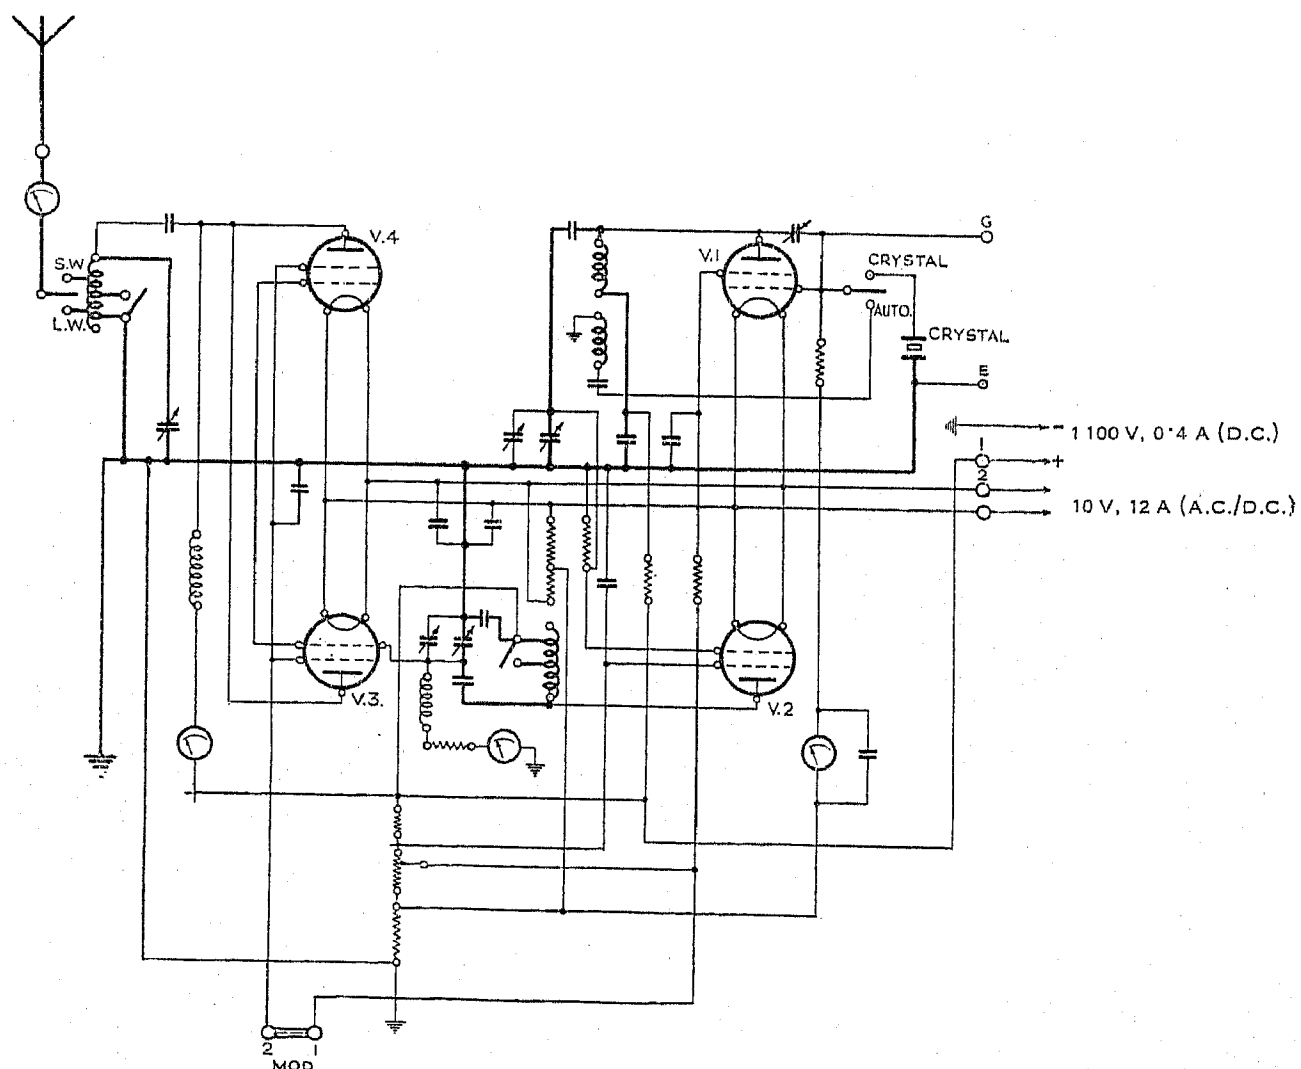 G
V.4
V.1
CRYSTAL
S.W
AUTO.
L.W.
CRYSTAL
E
- 1 100 V, 0·4 A (D.C.)
1
+
2
10 V, 12 A (A.C./D.C.)
V.3.
V.2
2 1
MOD